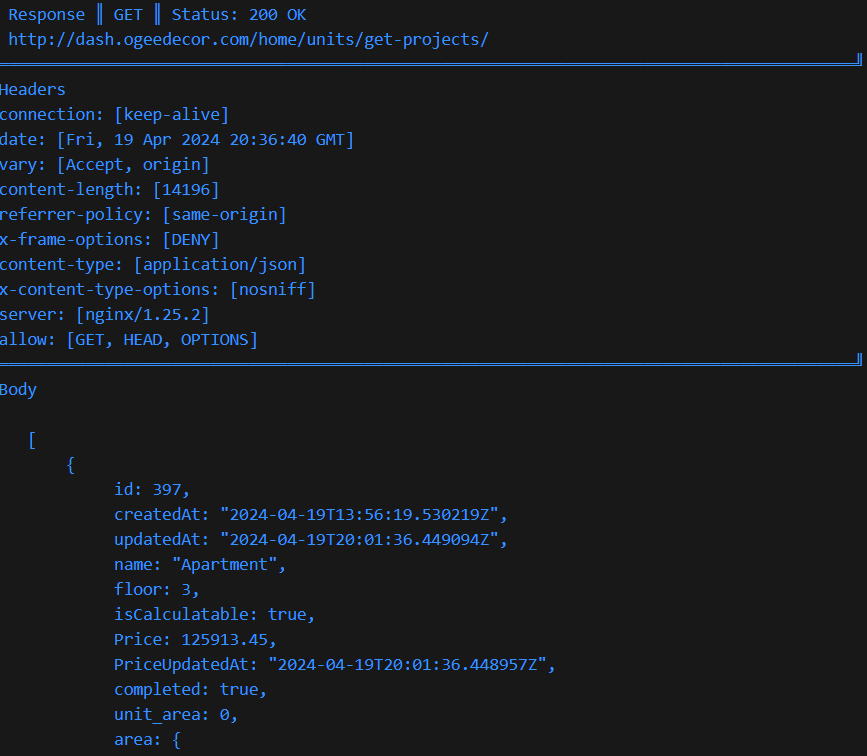 Response ║ GET ║ Status: 200 OK
http://dash.ogeedecor.com/home/units/get-projects/
Headers
connection: [keep-alive]
date: [Fri, 19 Apr 2024 20:36:40 GMT]
vary: [Accept, origin]
content-length: [14196]
referrer-policy: [same-origin]
x-frame-options: [DENY]
content-type: [application/json]
x-content-type-options: [nosniff]
server: [nginx/1.25.2]
allow: [GET, HEAD, OPTIONS]
Body
[
{
id: 397,
createdAt: "2024-04-19T13:56:19.530219Z",
updatedAt: "2024-04-19T20:01:36.449094Z",
name: "Apartment",
floor: 3,
isCalculatable: true,
Price: 125913.45,
PriceUpdatedAt: "2024-04-19T20:01:36.448957Z",
completed: true,
unit_area: 0,
area: {